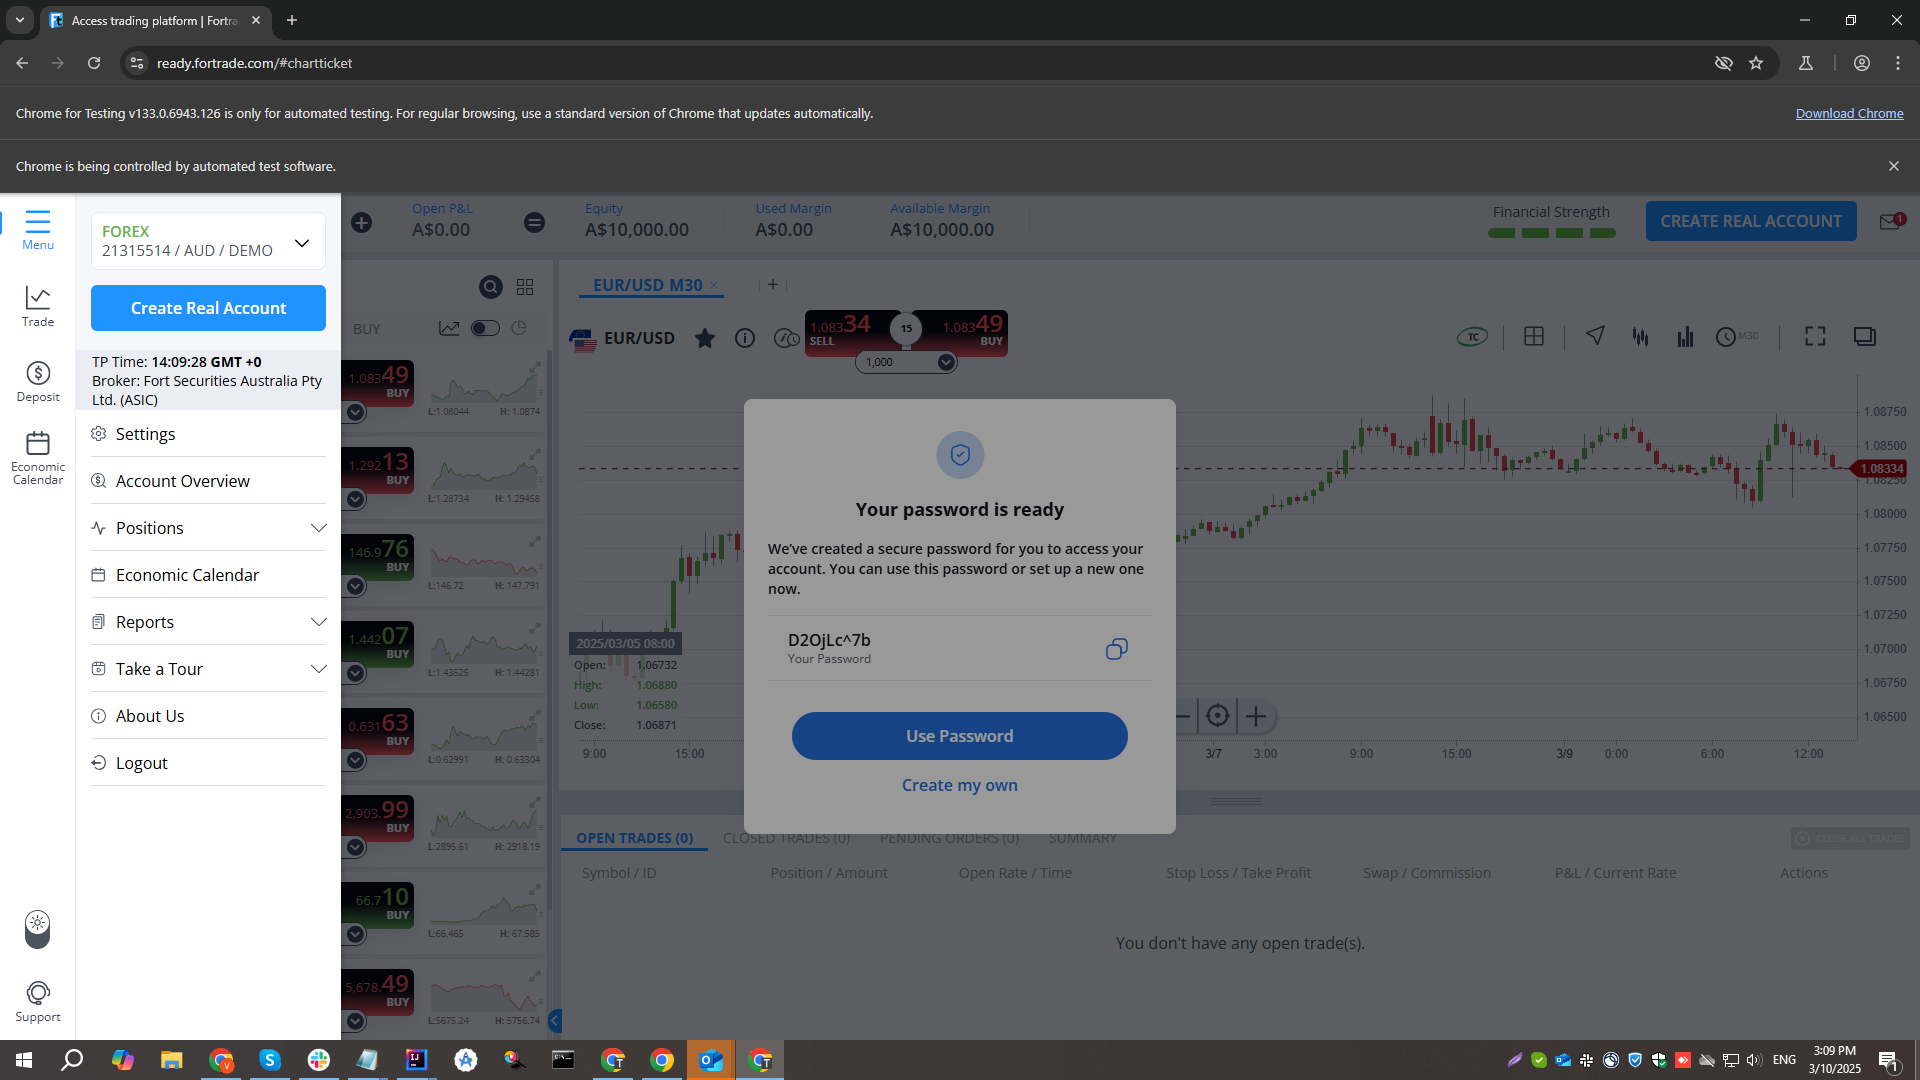 Access trading platform | Fortra
ready.fortrade.com/#chartticket
Chrome for Testing v133.0.6943.126 is only for automated testing. For regular browsing, use a standard version of Chrome that updates automatically.
Download Chrome
Chrome is being controlled by automated test software.
Menu
Trade
Deposit
Economic
Calendar
Support
FOREX
21315514 / AUD / DEMO
Create Real Account
TP Time: 14:09:28 GMT +0
Broker: Fort Securities Australia Pty
Ltd. (ASIC)
Settings
Account Overview
Positions
Economic Calendar
Reports
Take a Tour
About Us
Logout
Open P&L
A$0.00
Equity
A$10,000.00
Used Margin
A$0.00
Available Margin
A$10,000.00
Financial Strength
CREATE REAL ACCOUNT
1
BUY
1.08349
BUY
L:1.08044 H: 1.0874
1.29213
BUY
L:1.28734 H: 1.29458
146.976
BUY
L:146.72 H: 147.791
1.44207
BUY
L:1.43525 H: 1.44281
0.63163
BUY
L:0.62991 H: 0.63304
2,903.99
BUY
L:2895.61 H: 2918.19
66.710
BUY
L:66.465 H: 67.585
5,678.49
BUY
L:5675.24 H: 5756.74
EUR/USD M30
EUR/USD
1.08334
SELL
15
1.08349
BUY
1,000
TC
M30
1.08750
1.08500
1.08334
1.08250
1.08000
1.07750
1.07500
1.07250
1.07000
1.06750
1.06500
2025/03/05 08:00
Open: 1.06732
High: 1.06880
Low: 1.06580
Close: 1.06871
9:00 15:00 3/7 3:00 9:00 15:00 3/9 0:00 6:00 12:00
Your password is ready
We've created a secure password for you to access your
account. You can use this password or set up a new one
now.
D2OjLc^7b
Your Password
Use Password
Create my own
OPEN TRADES (0)
CLOSED TRADES (0)
PENDING ORDERS (0)
SUMMARY
CLOSE ALL TRADES
Symbol / ID
Position / Amount
Open Rate / Time
Stop Loss / Take Profit
Swap / Commission
P&L / Current Rate
Actions
You don't have any open trade(s).
ENG
3:09 PM
3/10/2025
1